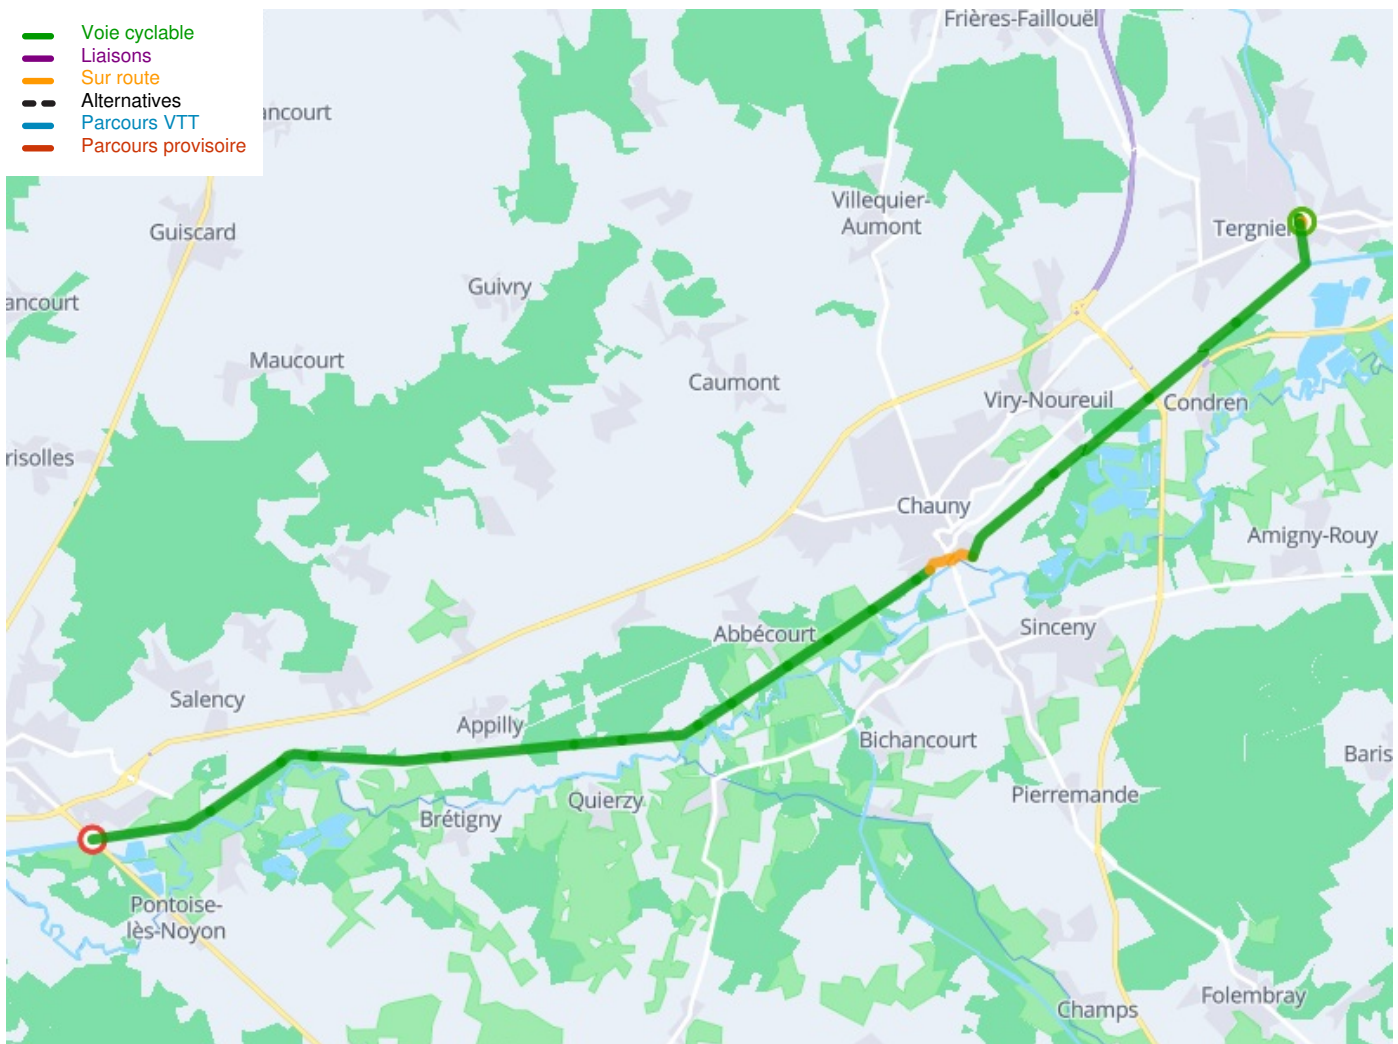 Voie cyclable
Liaisons
Sur route
Alternatives
Parcours VTT
Parcours provisoire
Frières-Faillouël
ancourt
Villequier-
Aumont
Guiscard
Tergnier
Guivry
ancourt
Maucourt
Caumont
Viry-Noureuil
Condren
risolles
Chauny
Amigny-Rouy
Abbécourt
Sinceny
Salency
Appilly
Bichancourt
Baris
Quierzy
Pierremande
Brétigny
Pontoise-
lès-Noyon
Folembray
Champs